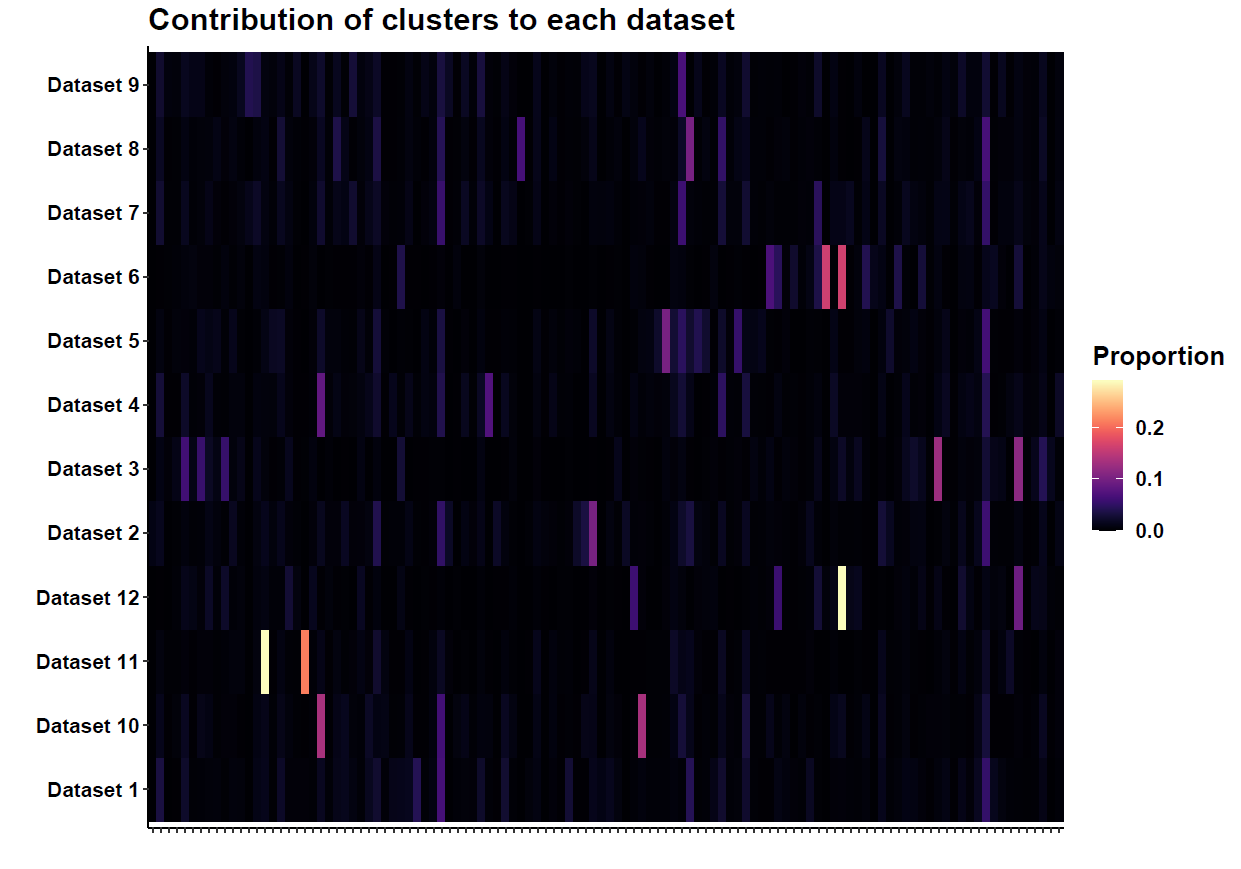 Contribution of clusters to each dataset
Dataset 9
Dataset 8
Dataset 7
Dataset 6
Dataset 5
Dataset 4
Dataset 3
Dataset 2
Dataset 12
Dataset 11
Dataset 10
Dataset 1
Proportion
0.2
0.1
0.0